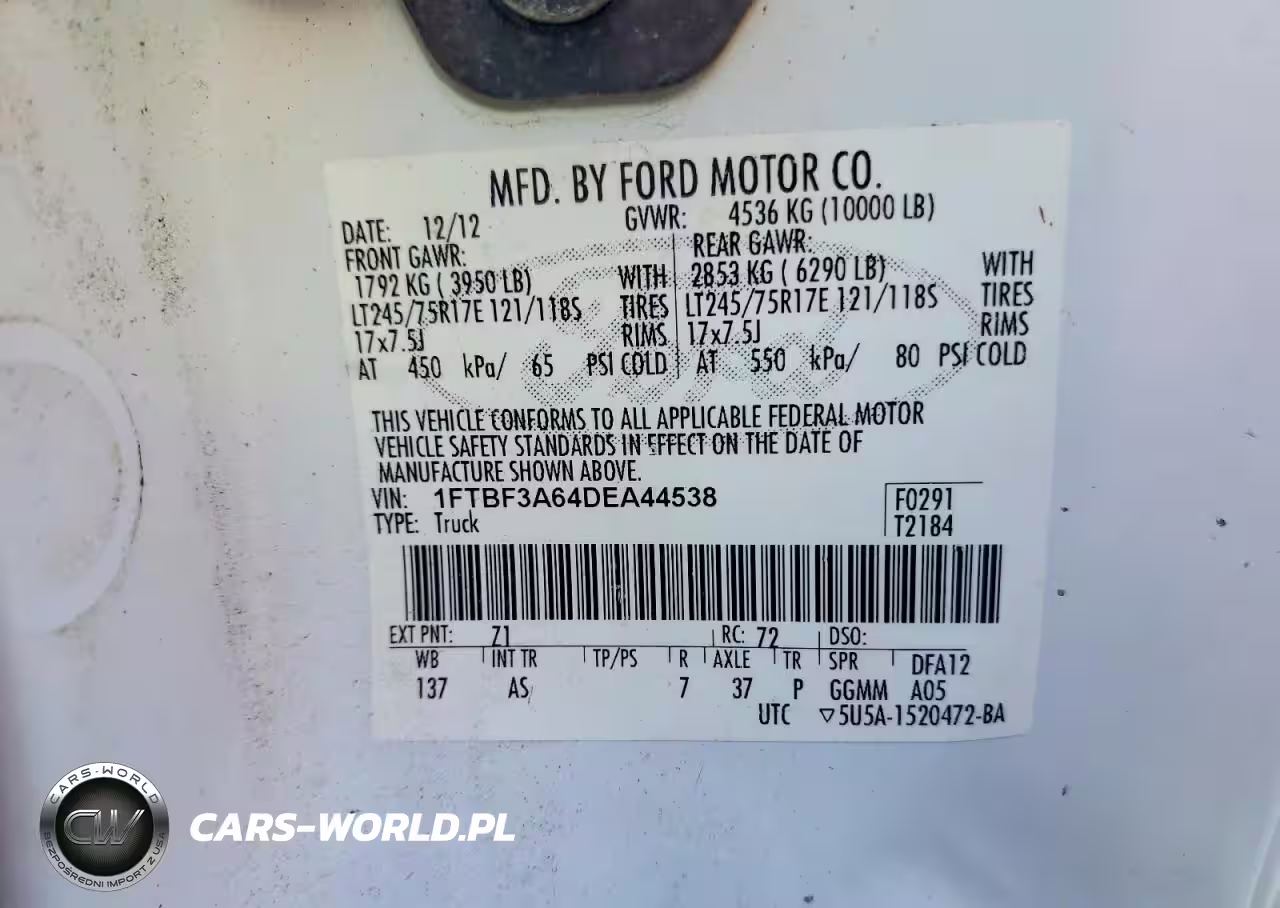 MFD. BY FORD MOTOR CO.
DATE: 12/12 GVWR: 4536 KG (10000 LB)
FRONT GAWR: REAR GAWR:
1792 KG ( 3950 LB) WITH 2853 KG ( 6290 LB) WITH
LT245/75R17E 121/118S TIRES LT245/75R17E 121/118S TIRES
17x7.5J RIMS 17x7.5J RIMS
AT 450 kPa/ 65 PSI COLD AT 550 kPa/ 80 PSI COLD
THIS VEHICLE CONFORMS TO ALL APPLICABLE FEDERAL MOTOR
VEHICLE SAFETY STANDARDS IN EFFECT ON THE DATE OF
MANUFACTURE SHOWN ABOVE.
VIN: 1FTBF3A64DEA44538 F0291
TYPE: Truck T2184
EXT PNT: Z1 RC: 72 DSO:
WB INT TR TP/PS R AXLE TR SPR DFA12
137 AS 7 37 P GGMM A05
UTC ▽5U5A-1520472-BA
CARS-WORLD
CW
BEZPOŚREDNI IMPORT Z USA
CARS-WORLD.PL